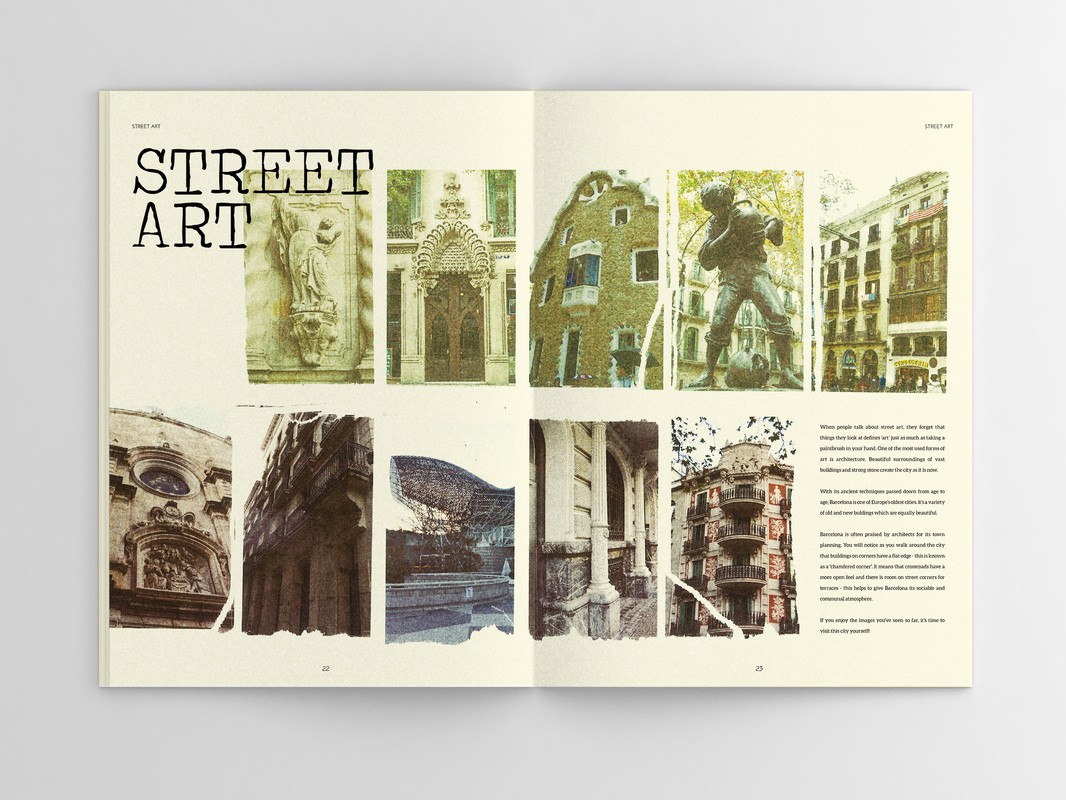 STREET ART
STREET ART
STREET
ART
When people talk about street art, they forget that
things they look at defines 'art' just as much as taking a
paintbrush in your hand. One of the most used forms of
art is architecture. Beautiful surroundings of vast
buildings and strong stone create the city as it is now.
With its ancient techniques passed down from age to
age, Barcelona is one of Europe's oldest cities. It's a variety
of old and new buldings which are equally beautiful.
Barcelona is often praised by architects for its town
planning. You will notice as you walk around the city
that buildings on corners have a flat edge - this is known
as a 'chamfered corner'. It means that crossroads have a
more open feel and there is room on street corners for
terraces - this helps to give Barcelona its sociable and
communal atmosphere.
If you enjoy the images you've seen so far, it's time to
visit this city yourself!
22
23